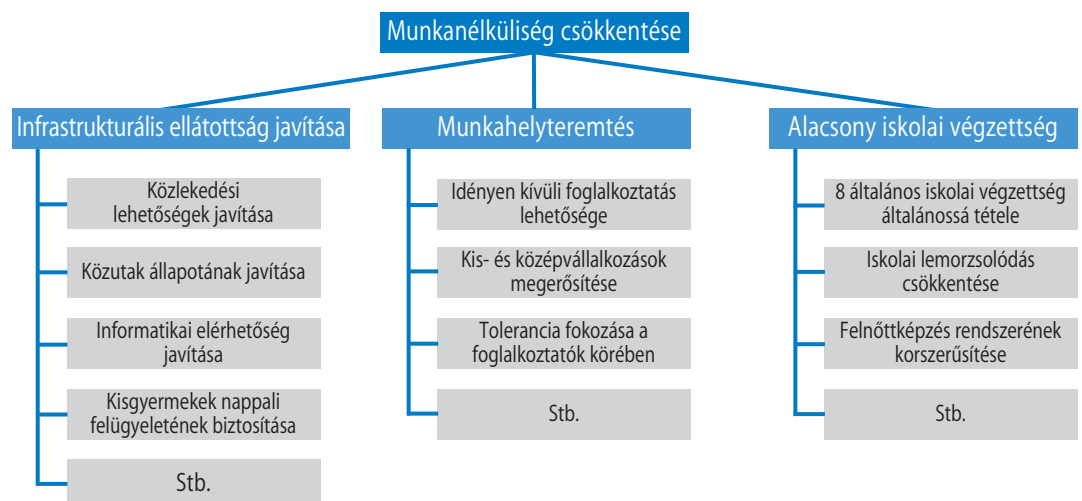 Munkanélküliség csökkentése
Infrastrukturális ellátottság javítása
Közlekedési
lehetőségek javítása
Közutak állapotának javítása
Informatikai elérhetőség
javítása
Kisgyermekek nappali
felügyeletének biztosítása
Stb.
Munkahelyteremtés
Idényen kívüli foglalkoztatás
lehetősége
Kis- és középvállalkozások
megerősítése
Tolerancia fokozása a
foglalkoztatók körében
Stb.
Alacsony iskolai végzettség
8 általános iskolai végzettség
általánossá tétele
Iskolai lemorzsolódás
csökkentése
Felnőttképzés rendszerének
korszerűsítése
Stb.